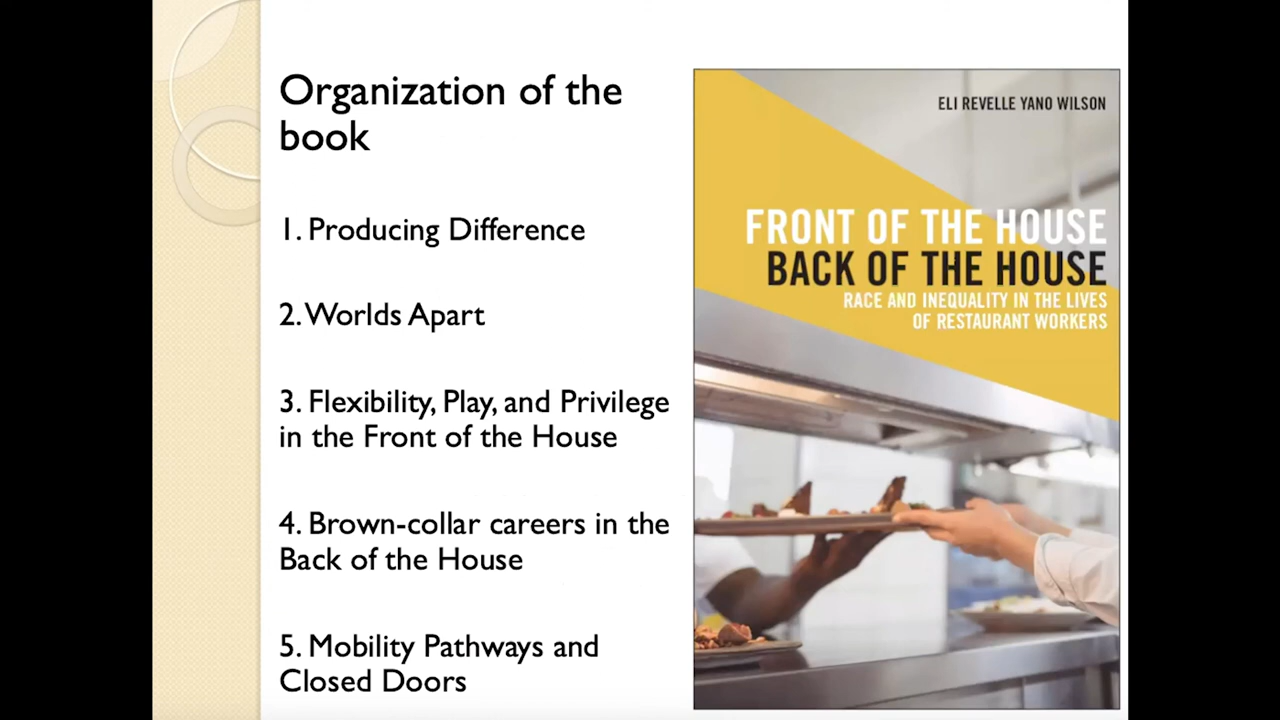 Organization of the
book
1. Producing Difference
2. Worlds Apart
3. Flexibility, Play, and Privilege
in the Front of the House
4. Brown-collar careers in the
Back of the House
5. Mobility Pathways and
Closed Doors
ELI REVELLE YANO WILSON
FRONT OF THE HOUSE
BACK OF THE HOUSE
RACE AND INEQUALITY IN THE LIVES
OF RESTAURANT WORKERS